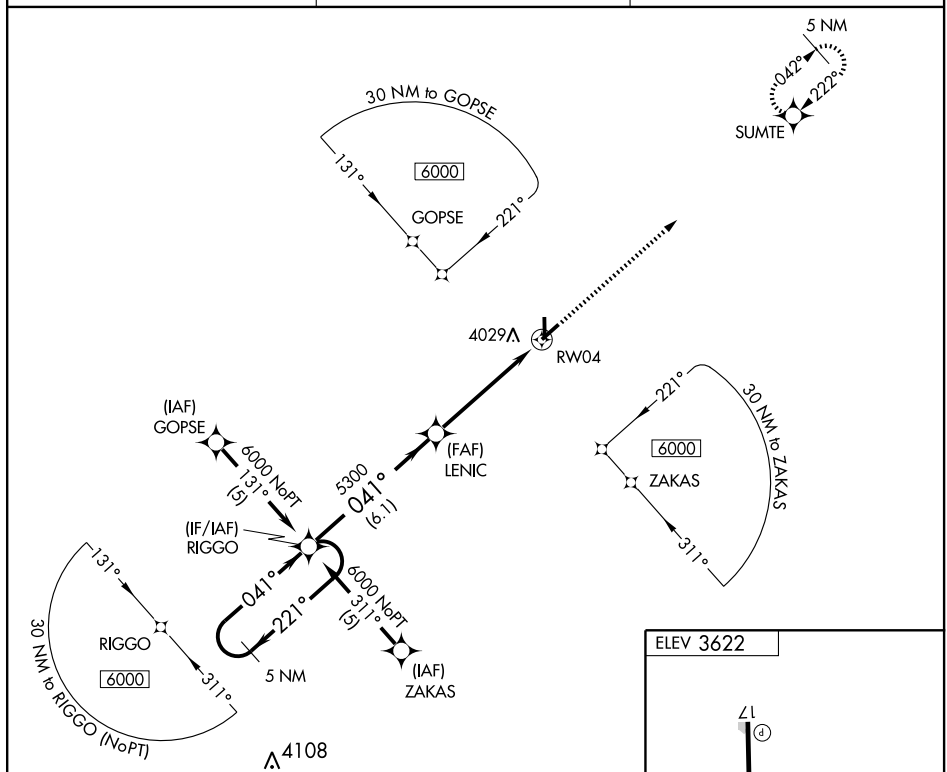 5 NM
042°
222°
SUMTE
30 NM to GOPSE
131°
6000
221°
GOPSE
4029
RW04
(IAF)
GOPSE
6000 NoPT
131°
(5)
(FAF)
LENIC
5300
041°
(6.1)
221°
30 NM to ZAKAS
6000
ZAKAS
311°
(IF/IAF)
RIGGO
041°
221°
5 NM
6000 NoPT
311°
(5)
(IAF)
ZAKAS
131°
30 NM to RIGGO (NoPT)
RIGGO
6000
311°
4108
ELEV 3622
17
P